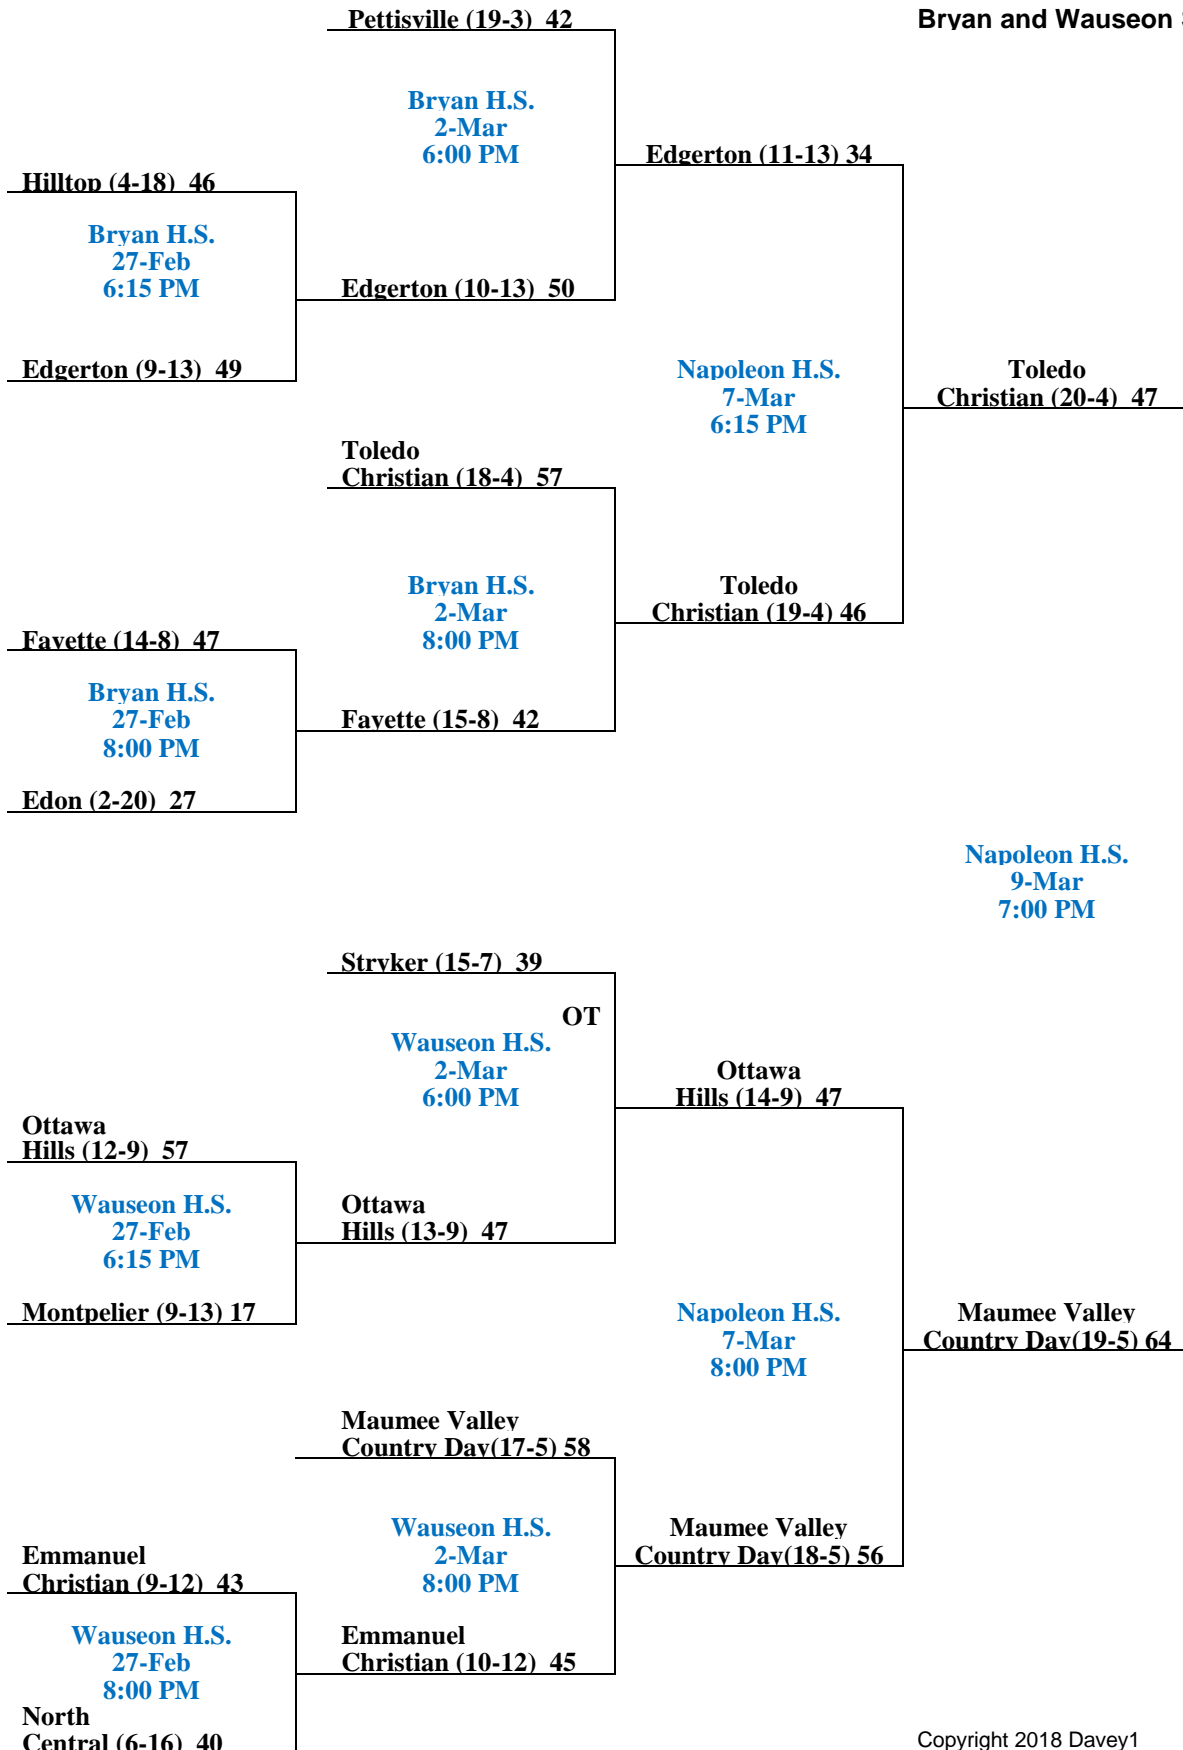 Pettisville (19-3)  42
Bryan and Wauseon
Bryan H.S.
2-Mar
6:00 PM
Edgerton (11-13) 34
Hilltop (4-18)  46
Bryan H.S.
27-Feb
6:15 PM
Edgerton (10-13)  50
Edgerton (9-13)  49
Napoleon H.S.
7-Mar
6:15 PM
Toledo
Christian (20-4)  47
Toledo
Christian (18-4)  57
Bryan H.S.
2-Mar
8:00 PM
Toledo
Christian (19-4) 46
Fayette (14-8)  47
Bryan H.S.
27-Feb
8:00 PM
Fayette (15-8)  42
Edon (2-20)  27
Napoleon H.S.
9-Mar
7:00 PM
Stryker (15-7)  39
OT
Wauseon H.S.
2-Mar
6:00 PM
Ottawa
Hills (14-9)  47
Ottawa
Hills (12-9)  57
Wauseon H.S.
27-Feb
6:15 PM
Ottawa
Hills (13-9)  47
Montpelier (9-13) 17
Napoleon H.S.
7-Mar
8:00 PM
Maumee Valley
Country Day(19-5) 64
Maumee Valley
Country Day(17-5) 58
Wauseon H.S.
2-Mar
8:00 PM
Maumee Valley
Country Day(18-5) 56
Emmanuel
Christian (9-12)  43
Wauseon H.S.
27-Feb
8:00 PM
Emmanuel
Christian (10-12)  45
North
Central (6-16)  40
Copyright 2018 Davey1